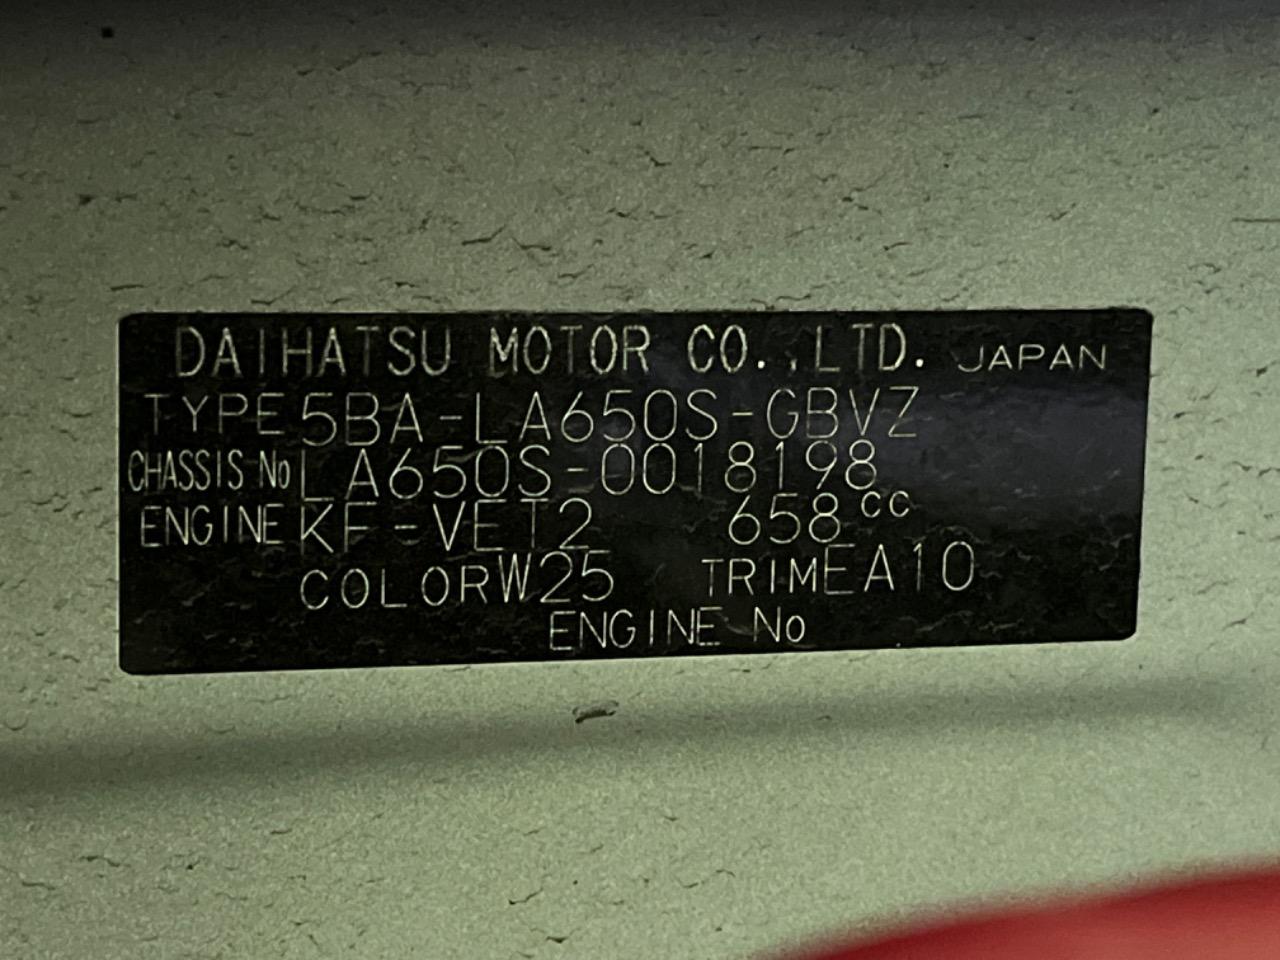 DAIHATSU MOTOR CO.,LTD. JAPAN
TYPE 5BA-LA650S-GBVZ
CHASSIS No LA650S-0018198
ENGINE KF-VET2 658cc
COLOR W25 TRIM EA10
ENGINE No